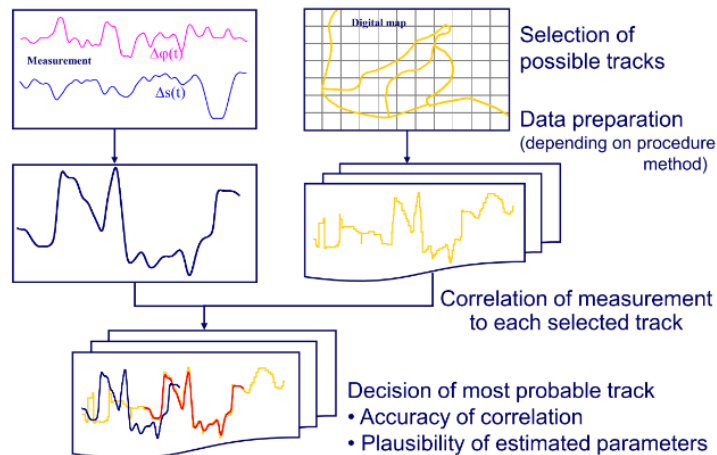 Δφ(t)
Measurement
Δs(t)
Digital map
Selection of
possible tracks
Data preparation
(depending on procedure
method)
Correlation of measurement
to each selected track
Decision of most probable track
• Accuracy of correlation
• Plausibility of estimated parameters